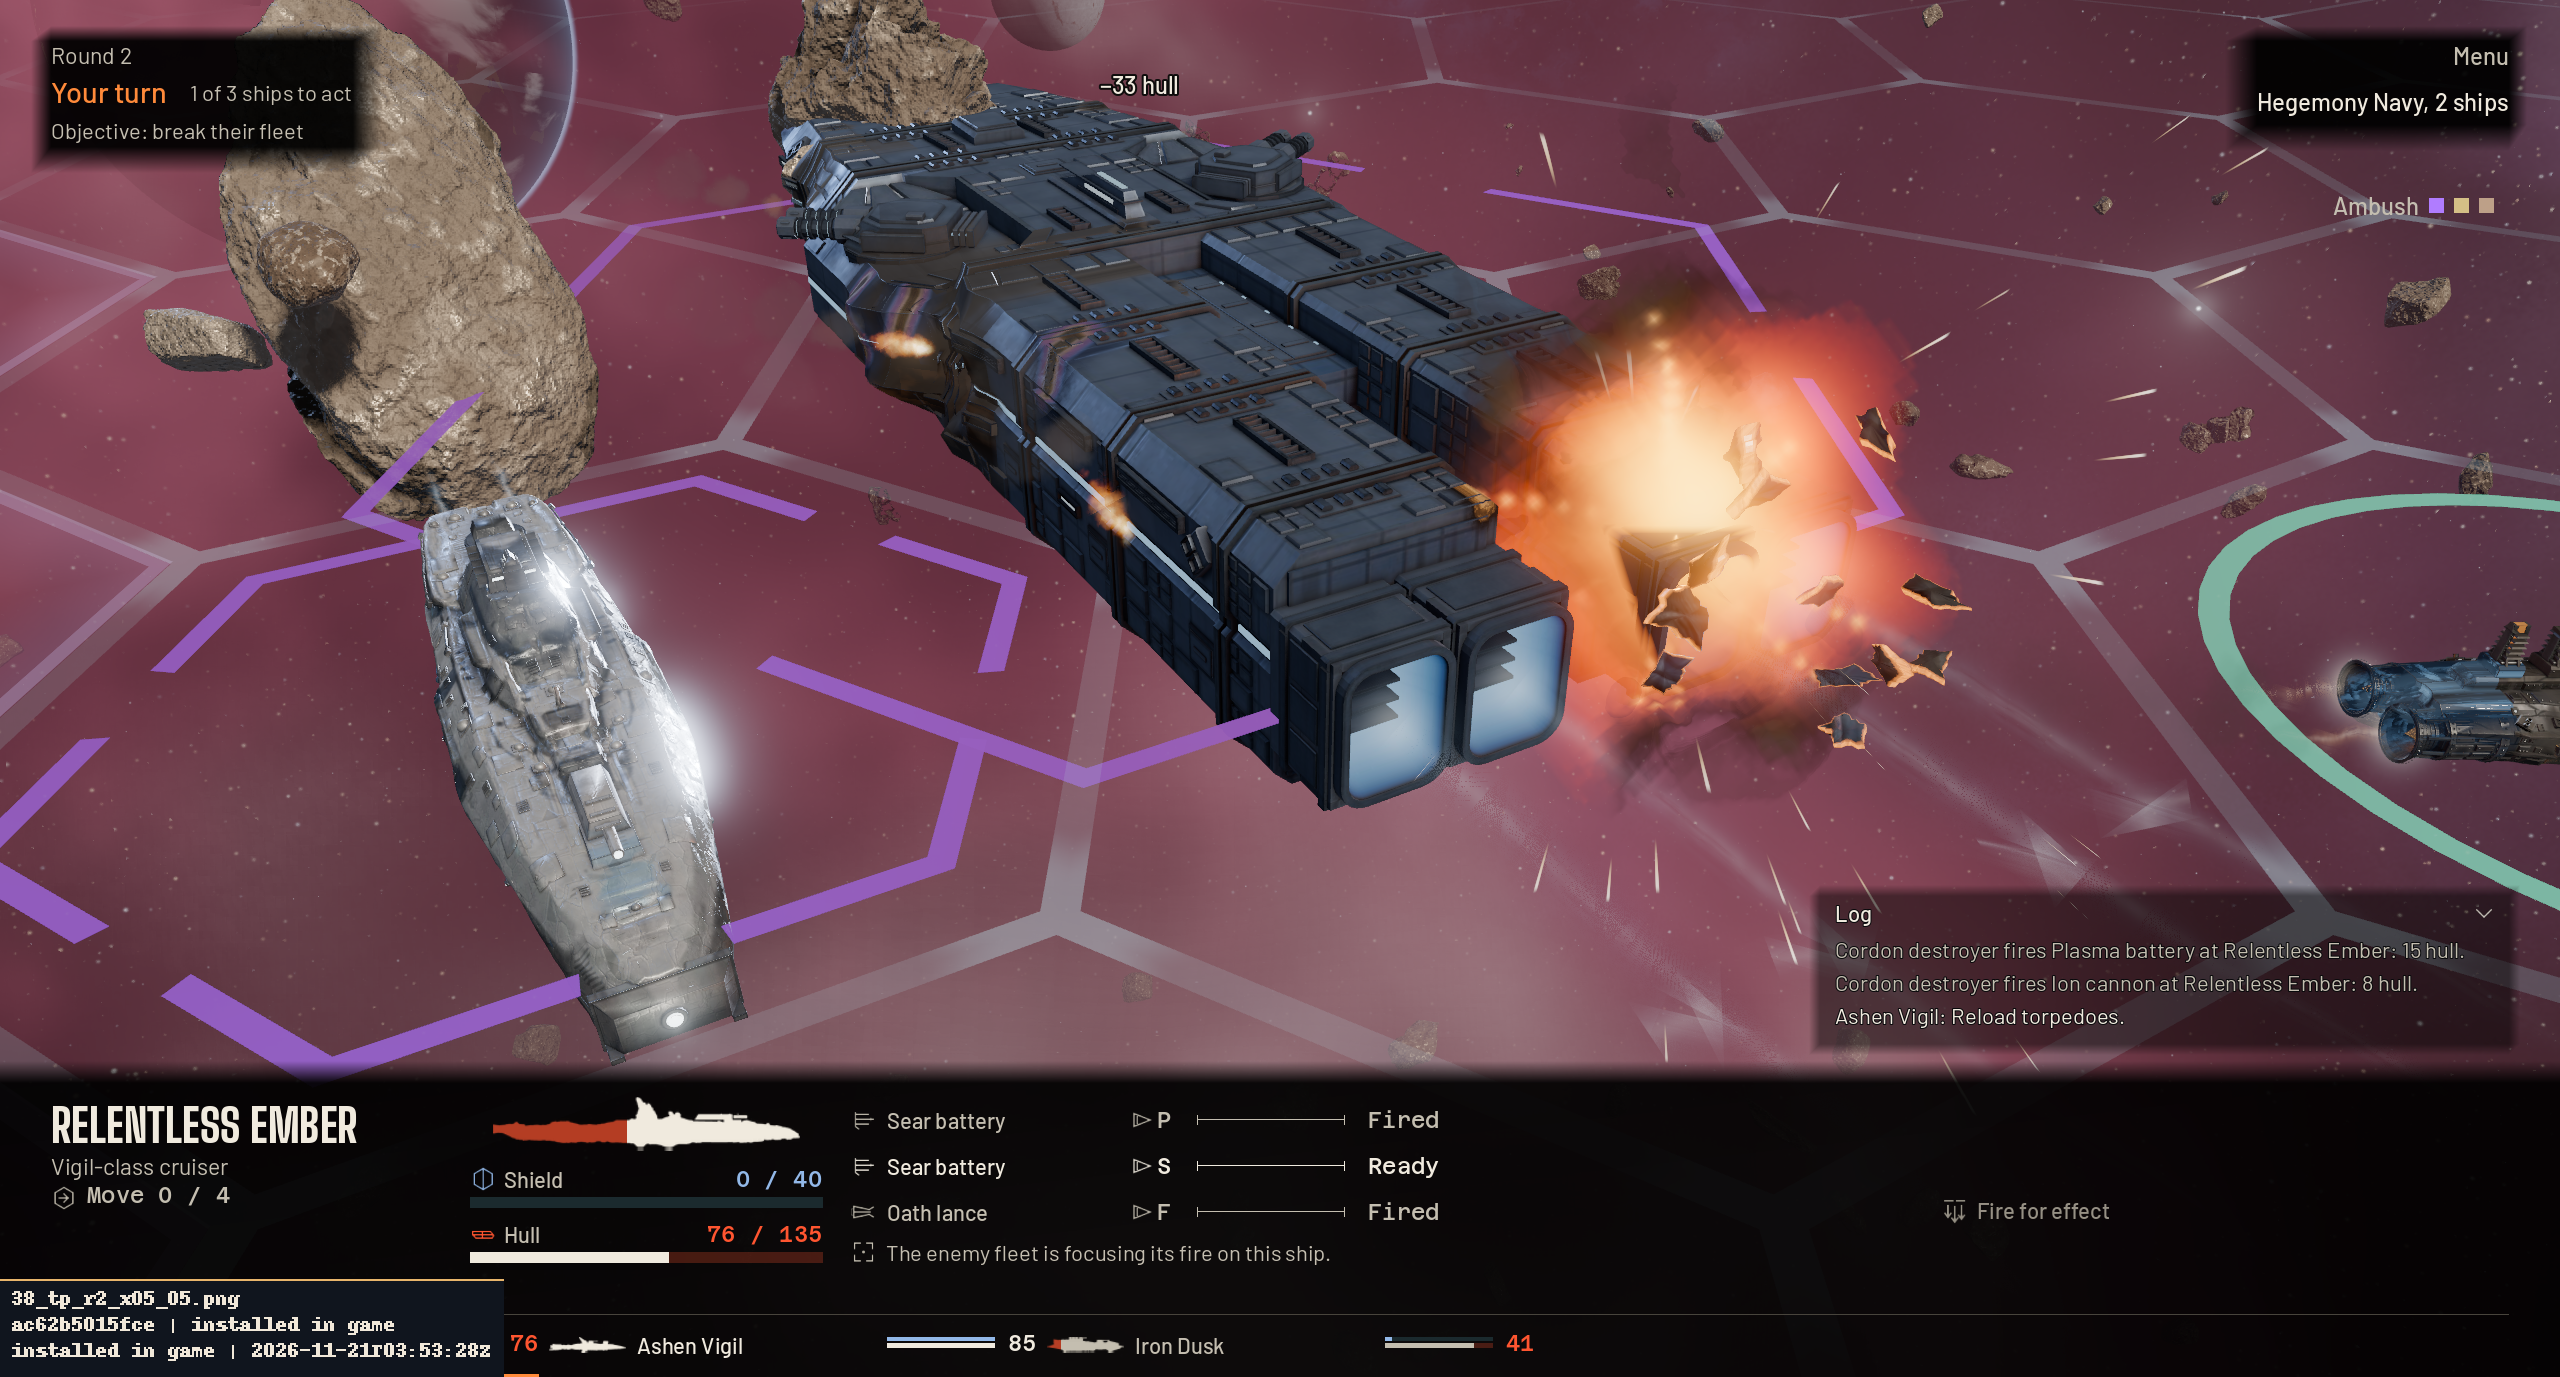 Round 2
Your turn 1 of 3 ships to act
Objective: break their fleet
−33 hull
Menu
Hegemony Navy, 2 ships
Ambush
Log
Cordon destroyer fires Plasma battery at Relentless Ember: 15 hull.
Cordon destroyer fires Ion cannon at Relentless Ember: 8 hull.
Ashen Vigil: Reload torpedoes.
RELENTLESS EMBER
Vigil-class cruiser
Move 0 / 4
Shield 0 / 40
Hull 76 / 135
Sear battery P Fired
Sear battery S Ready
Oath lance F Fired
The enemy fleet is focusing its fire on this ship.
Fire for effect
38_tp_r2_x05_05.png
ac62b5015fce | installed in game
installed in game | 2026-11-21T03:53:28Z
76 Ashen Vigil 85 Iron Dusk 41